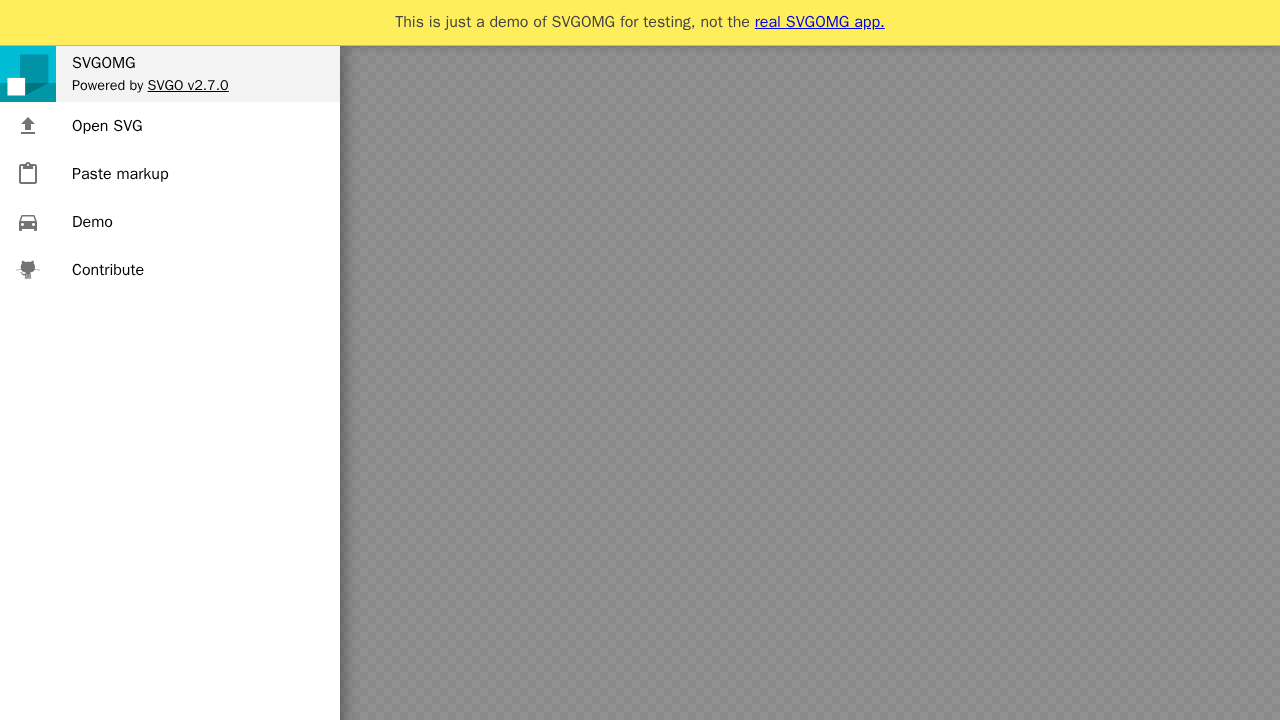 This is just a demo of SVGOMG for testing, not the real SVGOMG app.
SVGOMG
Powered by SVGO v2.7.0
Open SVG
Paste markup
Demo
Contribute